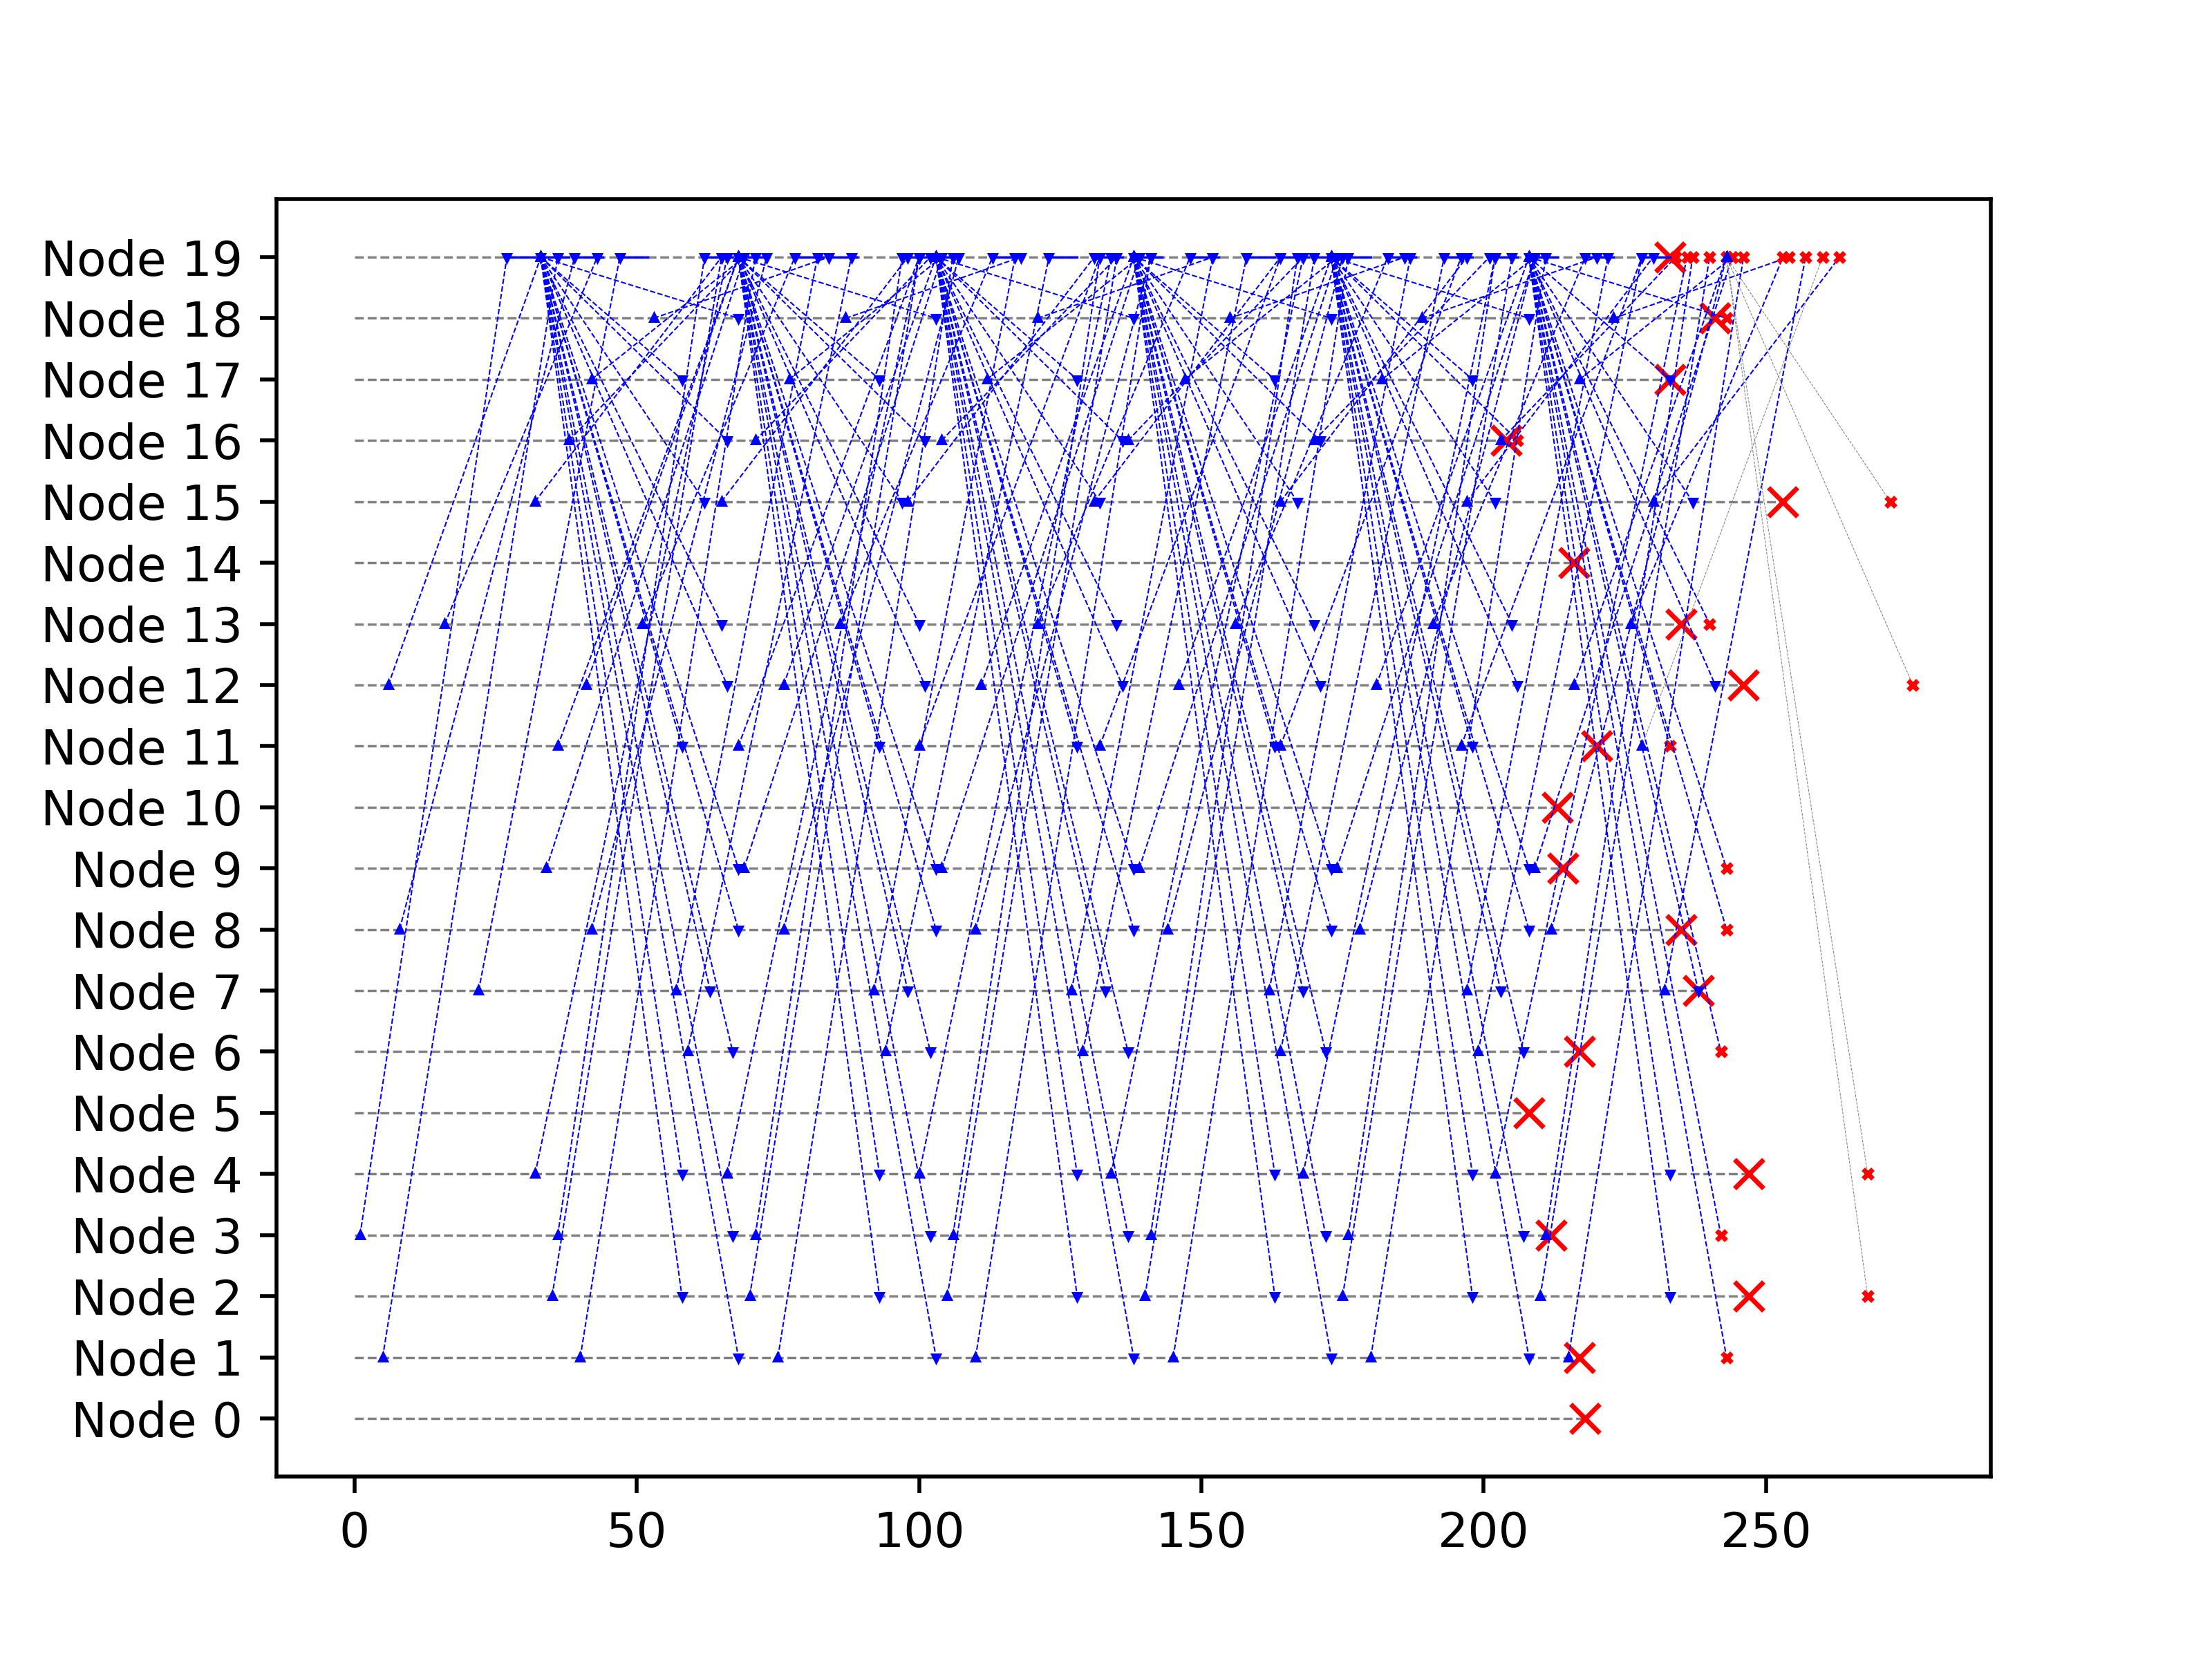 Node 19
Node 18
Node 17
Node 16
Node 15
Node 14
Node 13
Node 12
Node 11
Node 10
Node 9
Node 8
Node 7
Node 6
Node 5
Node 4
Node 3
Node 2
Node 1
Node 0
0 50 100 150 200 250